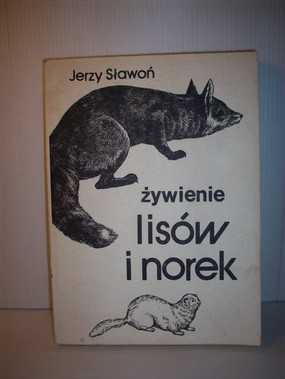 Jerzy Sławoń
żywienie
lisów
i norek